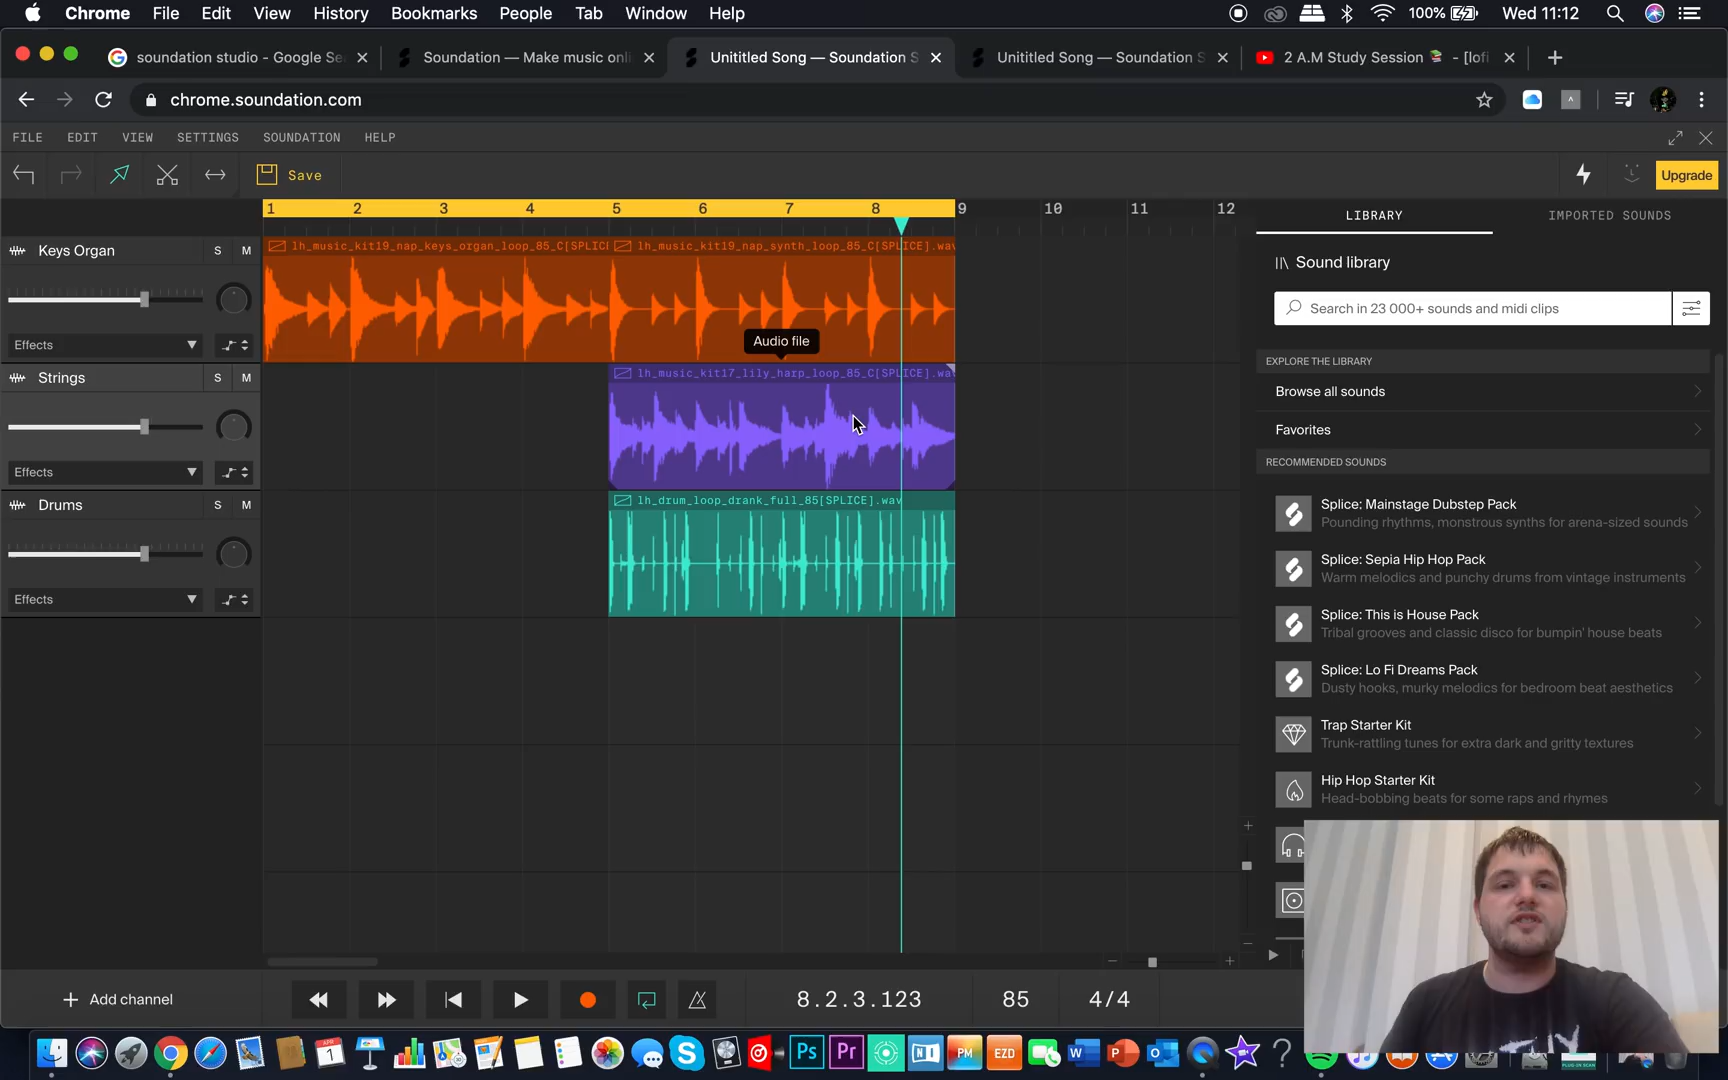 Chrome File Edit View History Bookmarks People Tab Window Help 100% Wed 11:12
soundation studio - Google Se Soundation — Make music onli Unititled Song — Soundation S Unititled Song — Soundation S 2 A.M Study Session - [lofi
chrome.soundation.com
FILE EDIT VIEW SETTINGS SOUNDATION HELP
Save Upgrade
1 2 3 4 5 6 7 8 9 10 11 12
LIBRARY IMPORTED SOUNDS
Keys Organ S M
lh_music_kit19_nap_keys_organ_loop_85_C[SPLICE lh_music_kit19_nap_synth_loop_85_C[SPLICE].wav
Sound library
Search in 23 000+ sounds and midi clips
Effects
Audio file
EXPLORE THE LIBRARY
Strings S M
lh_music_kit17_lily_harp_loop_85_C[SPLICE].wav
Browse all sounds
Favorites
RECOMMENDED SOUNDS
Effects
Drums S M
lh_drum_loop_drank_full_85[SPLICE].wav
Splice: Mainstage Dubstep Pack
Pounding rhythms, monstrous synths for arena-sized sounds
Splice: Sepia Hip Hop Pack
Warm melodics and punchy drums from vintage instruments
Effects
Splice: This is House Pack
Tribal grooves and classic disco for bumpin' house beats
Splice: Lo Fi Dreams Pack
Dusty hooks, murky melodics for bedroom beat aesthetics
Trap Starter Kit
Trunk-rattling tunes for extra dark and gritty textures
Hip Hop Starter Kit
Head-bobbing beats for some raps and rhymes
+ Add channel
8.2.3.123 85 4/4
APR 1 Ps Pr N1 PM EZD W P O